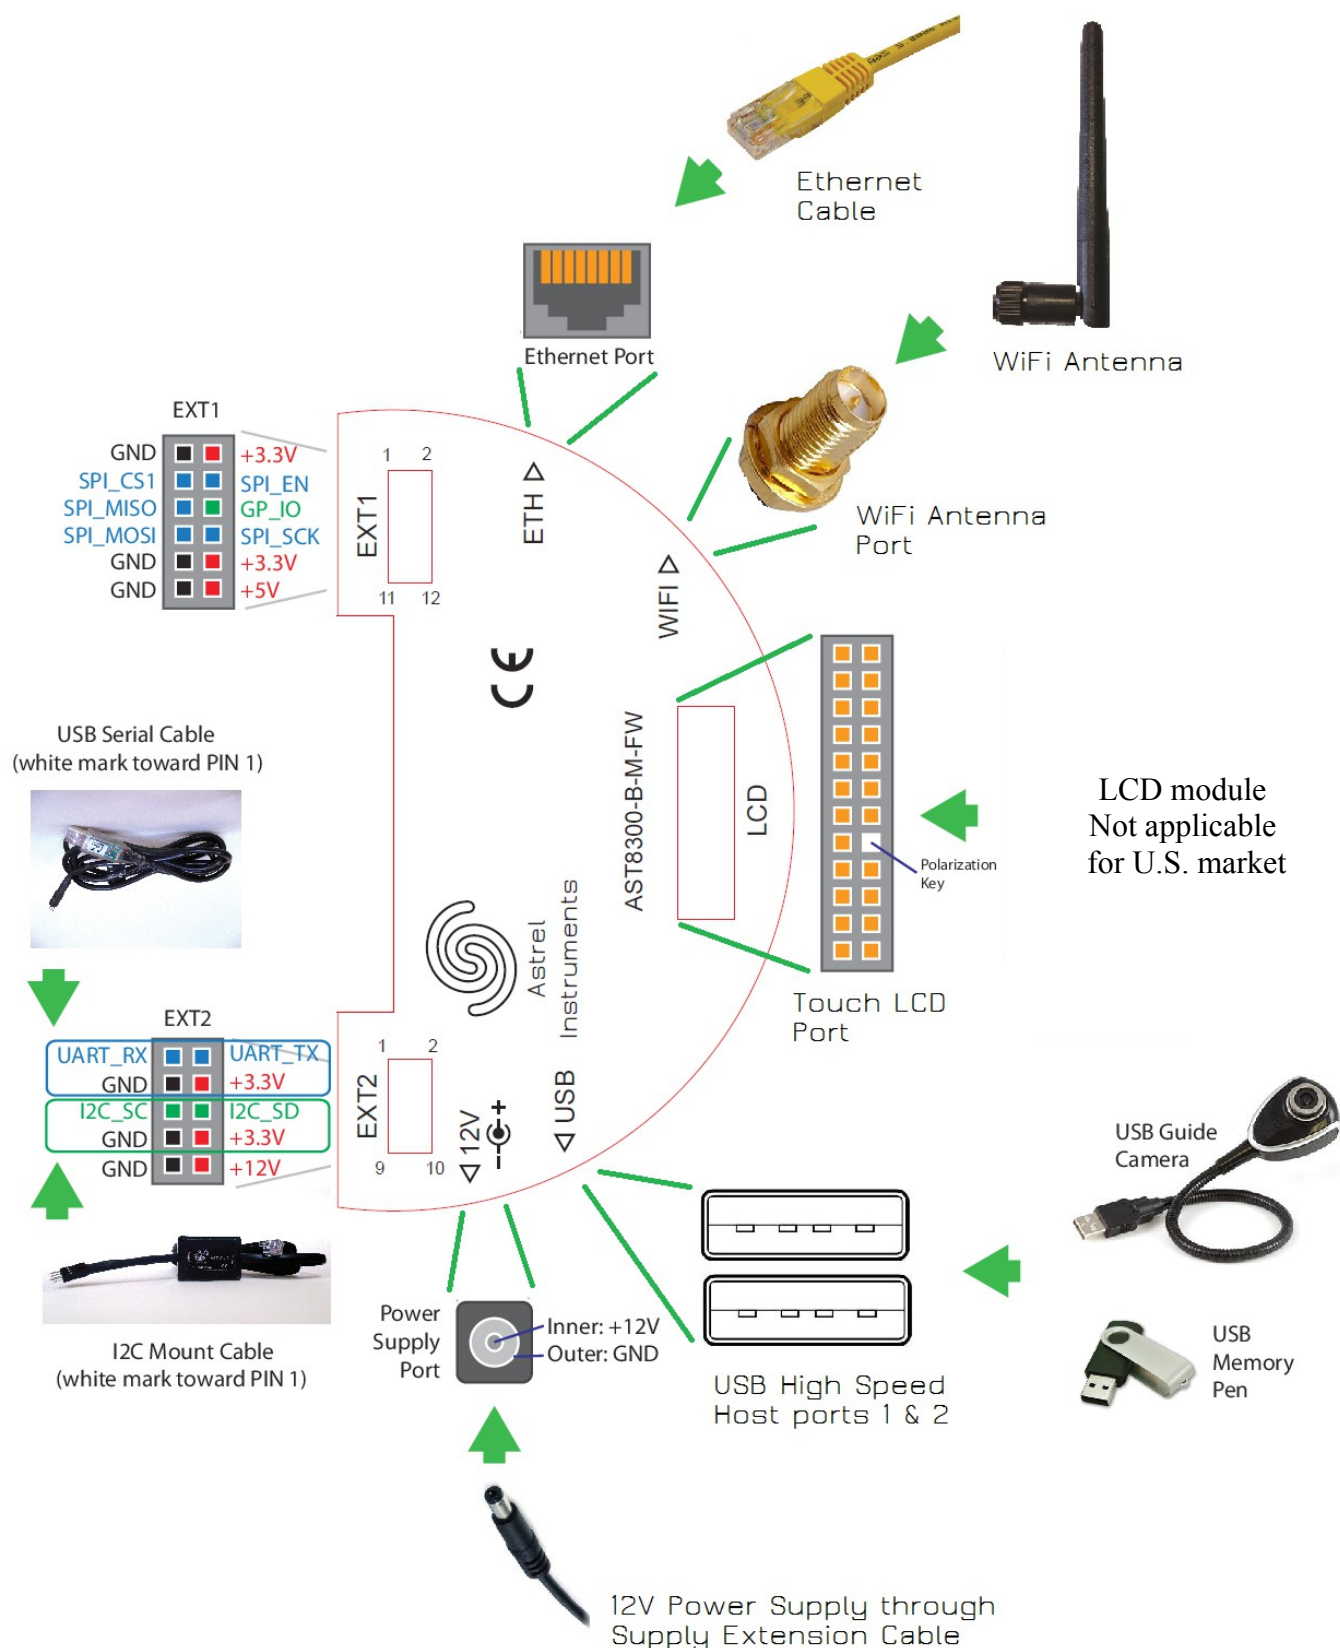 Ethernet
Cable
WiFi Antenna
Ethernet Port
WiFi Antenna
Port
EXT1
GND +3.3V
SPI_CS1 SPI_EN
SPI_MISO GP_IO
SPI_MOSI SPI_SCK
GND +3.3V
GND +5V
1 2
EXT1
11 12
ETH
WIFI
CE
AST8300-B-M-FW
LCD
Polarization
Key
LCD module
Not applicable
for U.S. market
Touch LCD
Port
Astrel
Instruments
USB Serial Cable
(white mark toward PIN 1)
EXT2
UART_RX UART_TX
GND +3.3V
I2C_SC I2C_SD
GND +3.3V
GND +12V
1 2
EXT2
9 10
12V
- +
USB
I2C Mount Cable
(white mark toward PIN 1)
Power
Supply
Port
Inner: +12V
Outer: GND
USB High Speed
Host ports 1 & 2
USB Guide
Camera
USB
Memory
Pen
12V Power Supply through
Supply Extension Cable